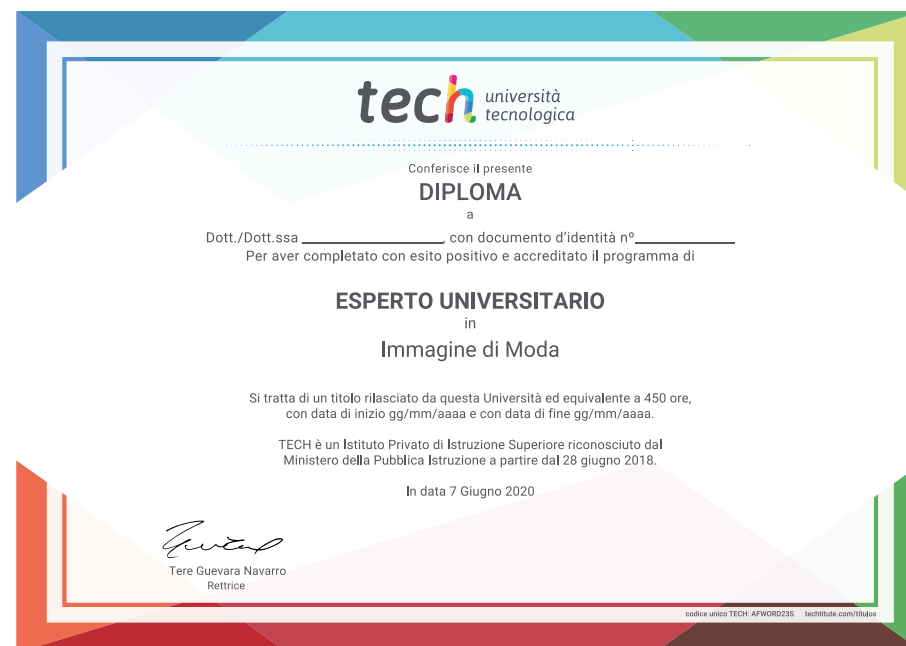 tech università
tecnologica
Conferisce il presente
DIPLOMA
a
Dott./Dott.ssa ____________________, con documento d'identità nº______________
Per aver completato con esito positivo e accreditato il programma di
ESPERTO UNIVERSITARIO
in
Immagine di Moda
Si tratta di un titolo rilasciato da questa Università ed equivalente a 450 ore,
con data di inizio gg/mm/aaaa e con data di fine gg/mm/aaaa.
TECH è un Istituto Privato di Istruzione Superiore riconosciuto dal
Ministero della Pubblica Istruzione a partire dal 28 giugno 2018.
In data 7 Giugno 2020
Tere Guevara Navarro
Rettrice
codice unico TECH: AFWORD23S techtitute.com/titulos